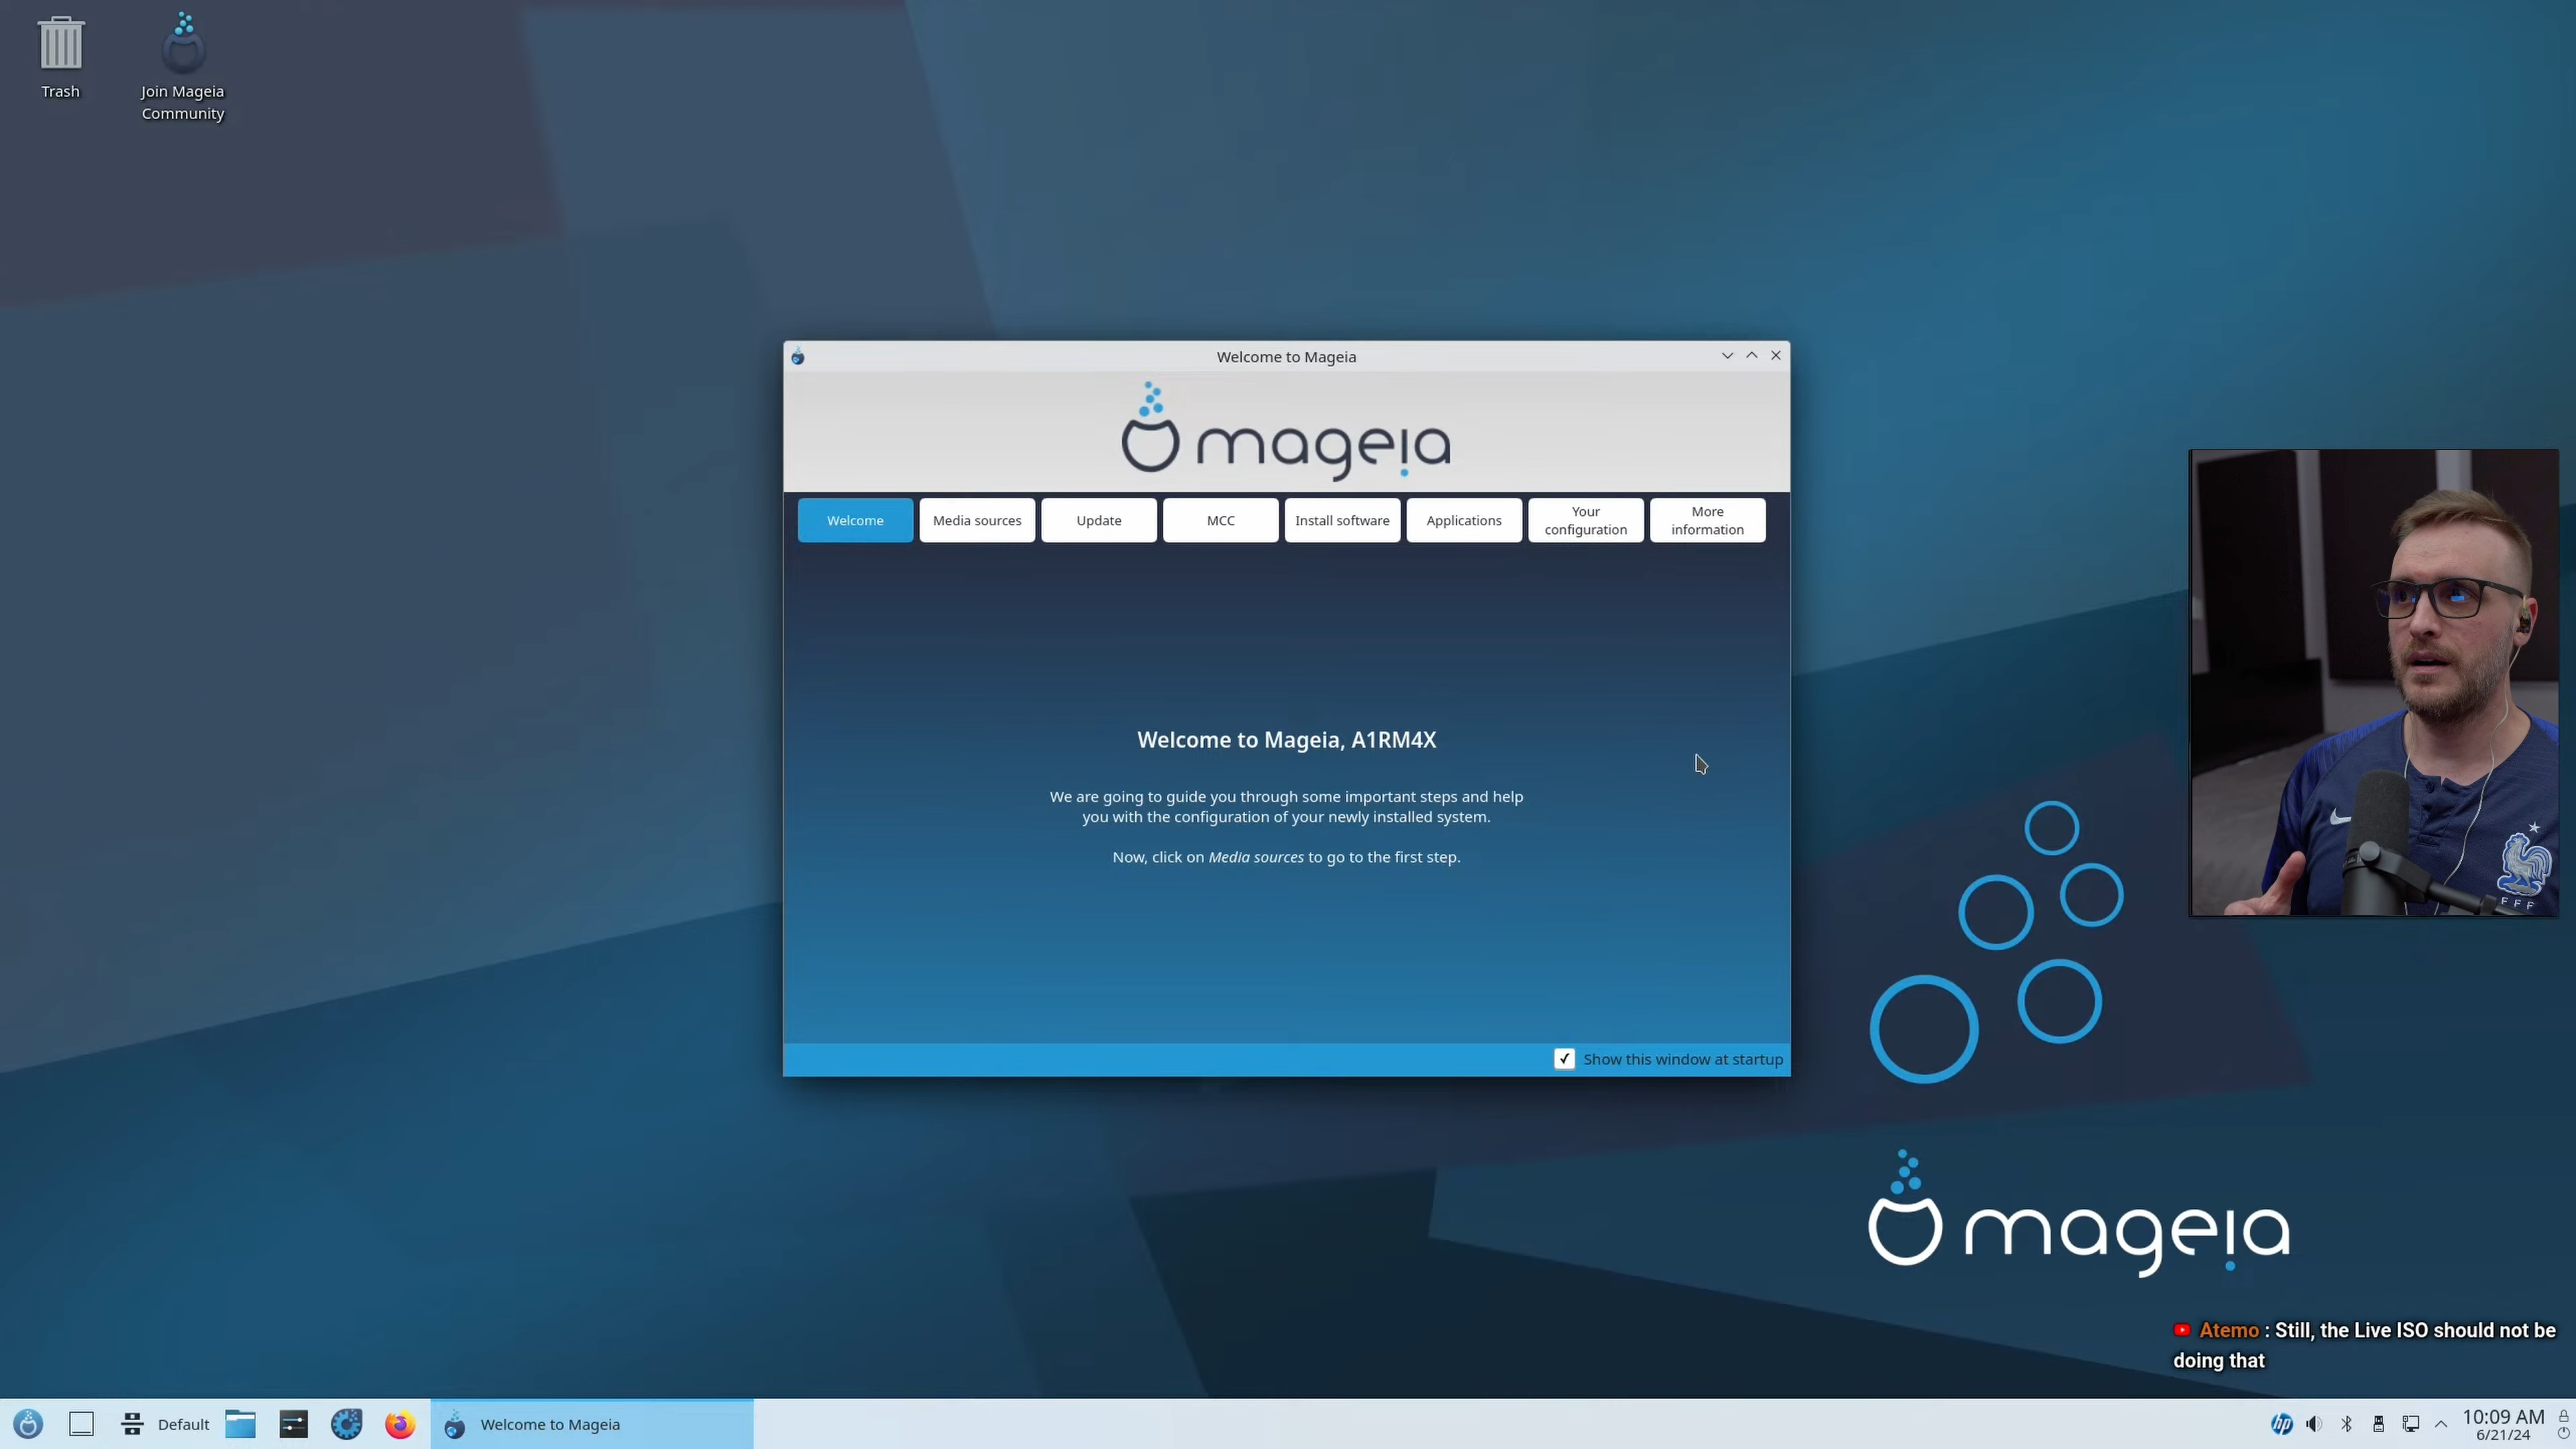 Trash
Join Mageia
Community
Welcome to Mageia
mageia
Welcome
Media sources
Update
MCC
Install software
Applications
Your
configuration
More
information
Welcome to Mageia, A1RM4X
We are going to guide you through some important steps and help
you with the configuration of your newly installed system.
Now, click on Media sources to go to the first step.
✓ Show this window at startup
FFF
mageia
Atemo : Still, the Live ISO should not be
doing that
Default
Welcome to Mageia
hp
10:09 AM
6/21/24